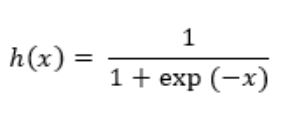 h(x) = 1 / 1 + exp (−x)